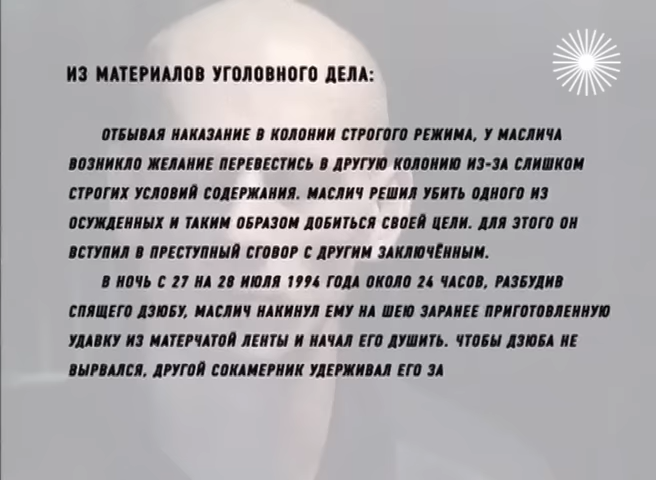 ИЗ МАТЕРИАЛОВ УГОЛОВНОГО ДЕЛА:
ОТБЫВАЯ НАКАЗАНИЕ В КОЛОНИИ СТРОГОГО РЕЖИМА, У МАСЛИЧА
ВОЗНИКЛО ЖЕЛАНИЕ ПЕРЕВЕСТИСЬ В ДРУГУЮ КОЛОНИЮ ИЗ-ЗА СЛИШКОМ
СТРОГИХ УСЛОВИЙ СОДЕРЖАНИЯ. МАСЛИЧ РЕШИЛ УБИТЬ ОДНОГО ИЗ
ОСУЖДЕННЫХ И ТАКИМ ОБРАЗОМ ДОБИТЬСЯ СВОЕЙ ЦЕЛИ. ДЛЯ ЭТОГО ОН
ВСТУПИЛ В ПРЕСТУПНЫЙ СГОВОР С ДРУГИМ ЗАКЛЮЧЁННЫМ.
В НОЧЬ С 27 НА 28 ИЮЛЯ 1994 ГОДА ОКОЛО 24 ЧАСОВ, РАЗБУДИВ
СПЯЩЕГО ДЗЮБУ, МАСЛИЧ НАКИНУЛ ЕМУ НА ШЕЮ ЗАРАНЕЕ ПРИГОТОВЛЕННУЮ
УДАВКУ ИЗ МАТЕРЧАТОЙ ЛЕНТЫ И НАЧАЛ ЕГО ДУШИТЬ. ЧТОБЫ ДЗЮБА НЕ
ВЫРВАЛСЯ, ДРУГОЙ СОКАМЕРНИК УДЕРЖИВАЛ ЕГО ЗА